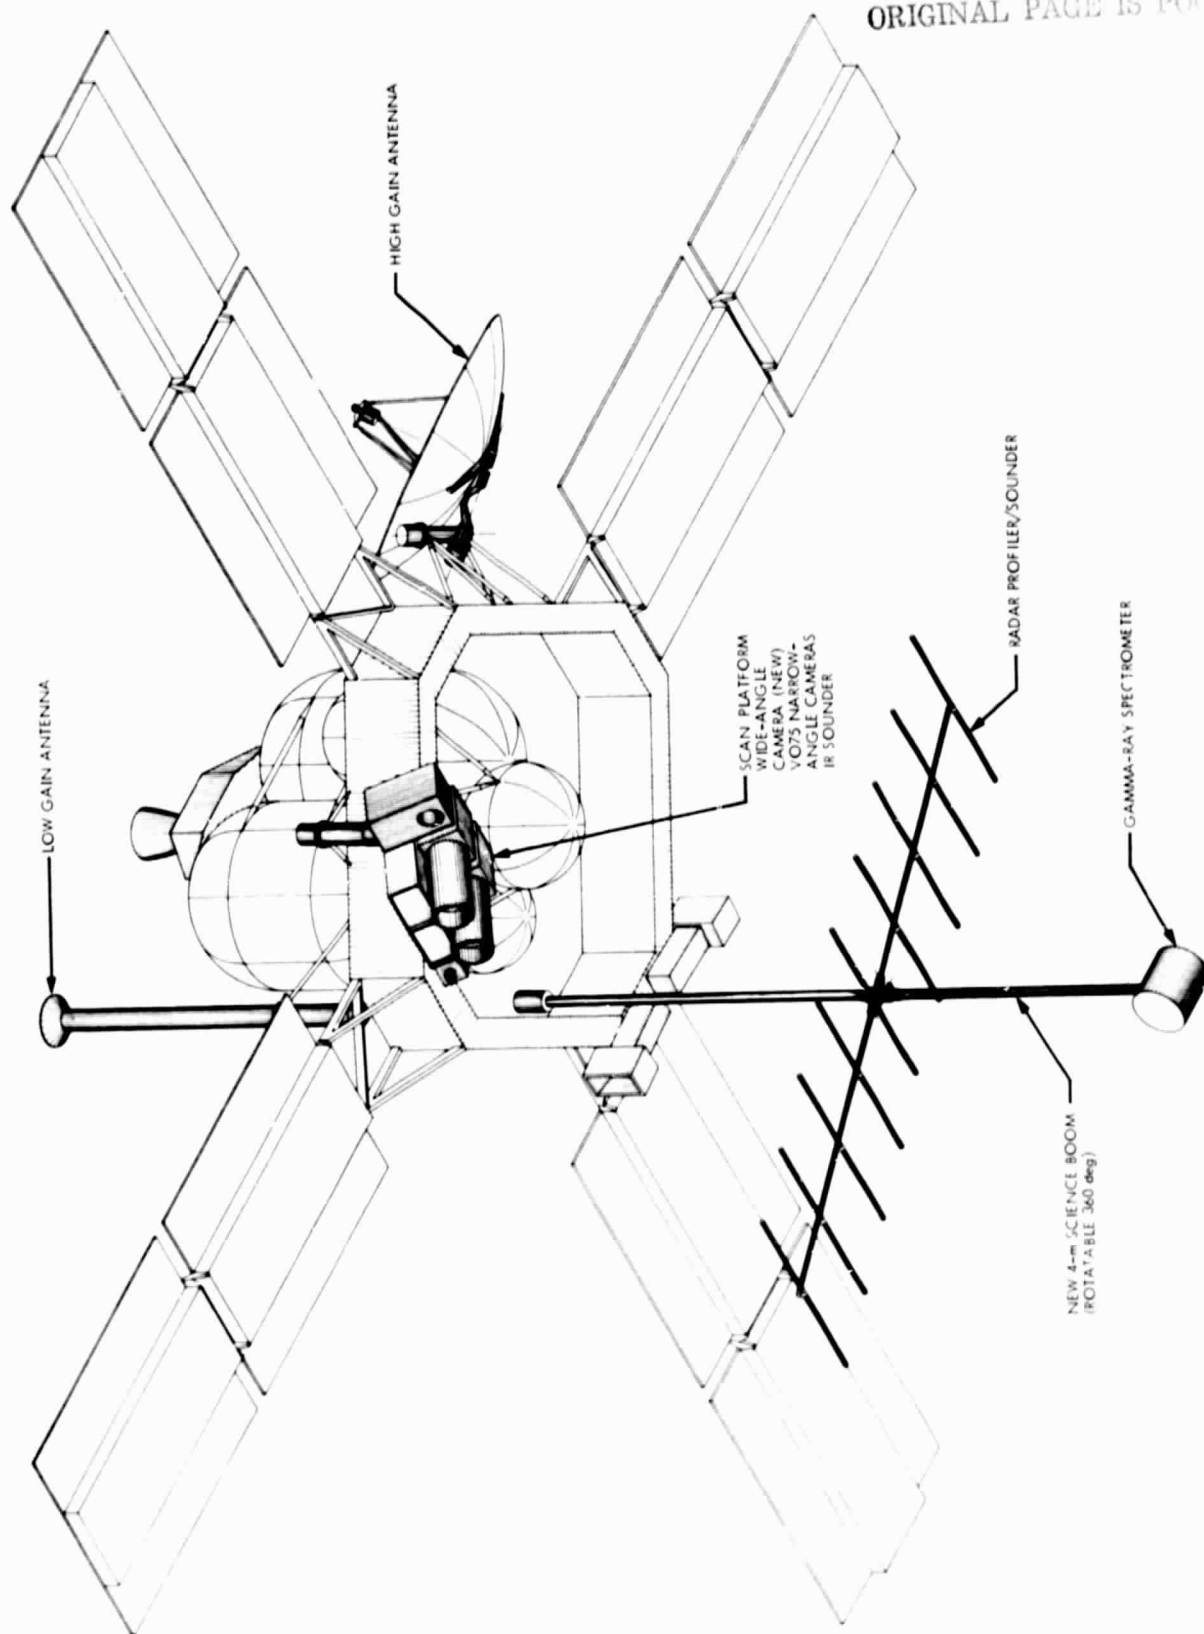 ORIGINAL PAGE IS
LOW GAIN ANTENNA
HIGH GAIN ANTENNA
SCAN PLATFORM
WIDE-ANGLE
CAMERA (NEW)
VO75 NARROW-
ANGLE CAMERAS
IR SOUNDER
RADAR PROFILER/SOUNDER
GAMMA-RAY SPECTROMETER
NEW 4-m SCIENCE BOOM
(ROTATABLE 360 deg)